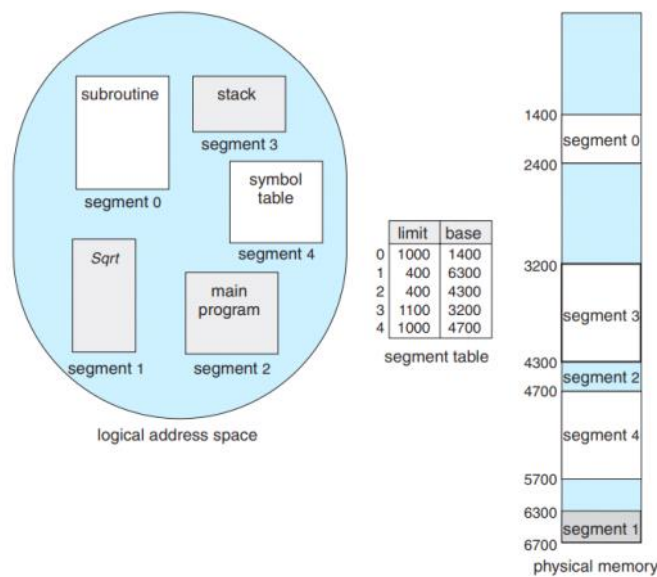 subroutine
segment 0
stack
segment 3
symbol
table
segment 4
Sqrt
segment 1
main
program
segment 2
logical address space
limit base
0 1000 1400
1 400 6300
2 400 4300
3 1100 3200
4 1000 4700
segment table
1400
segment 0
2400
3200
segment 3
4300
segment 2
4700
segment 4
5700
6300
segment 1
6700
physical memory